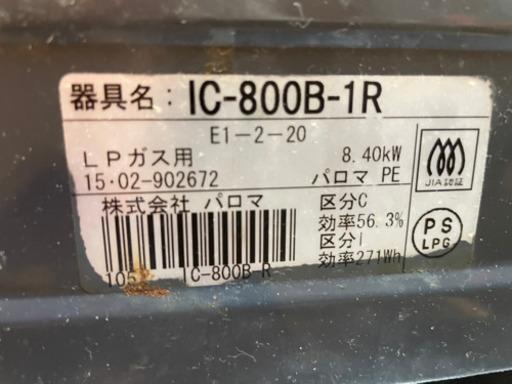 器具名：IC-800B-1R
E1-2-20
LPガス用 8.40kW
15・02-902672 パロマ PE
株式会社 パロマ
区分C
効率56.3%
区分I
効率271Wh
JIA認証
PS
LPG
IC-800B R